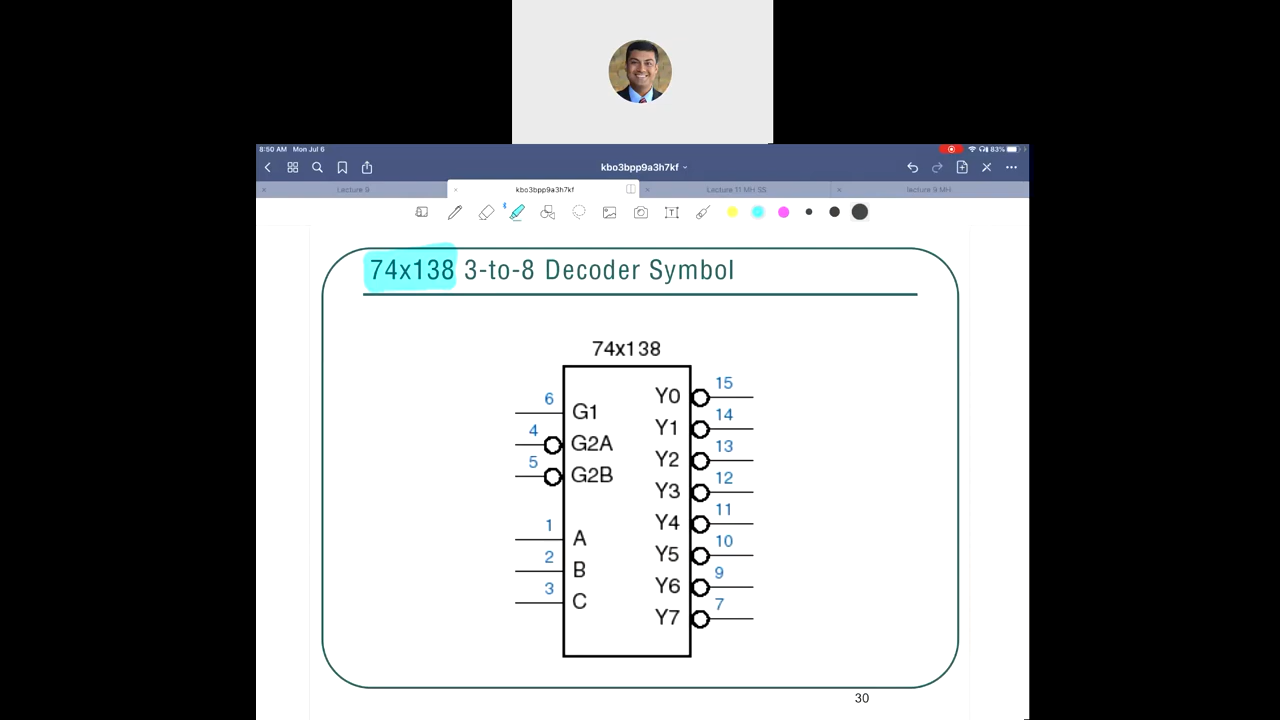 8:50 AM Mon Jul 6
83%
kbo3bpp9a3h7kf
Lecture 9
kbo3bpp9a3h7kf
Lecture 11 MH SS
lecture 9 MH
74x138 3-to-8 Decoder Symbol
74x138
6 G1
4 G2A
5 G2B
1 A
2 B
3 C
Y0 15
Y1 14
Y2 13
Y3 12
Y4 11
Y5 10
Y6 9
Y7 7
30